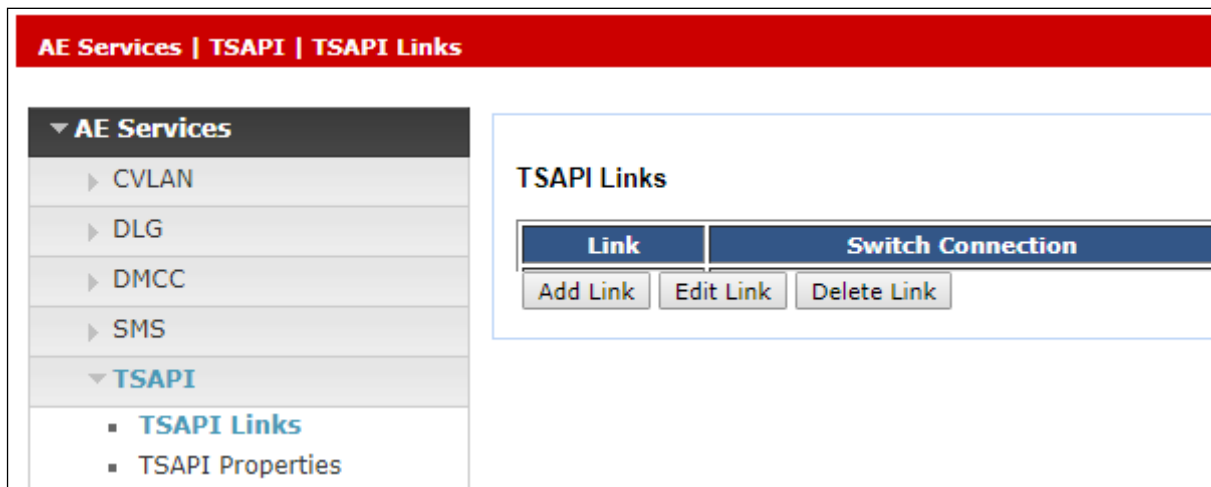 AE Services | TSAPI | TSAPI Links
AE Services
CVLAN
DLG
DMCC
SMS
TSAPI
TSAPI Links
TSAPI Properties
TSAPI Links
Link Switch Connection
Add Link Edit Link Delete Link